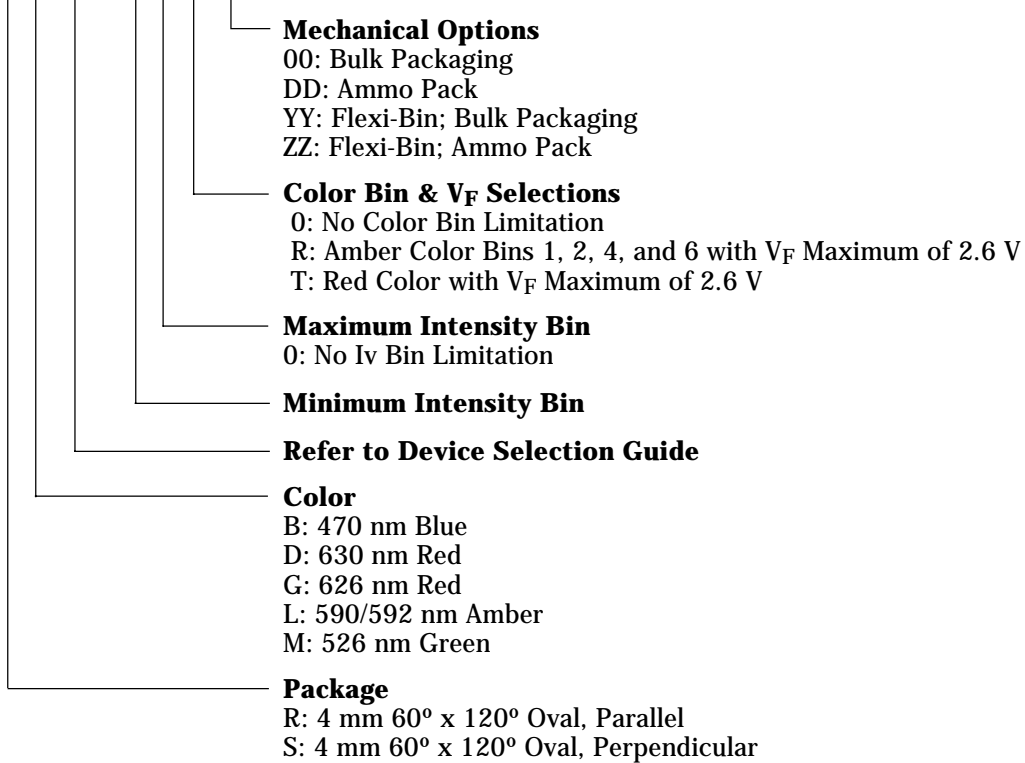 Mechanical Options
00: Bulk Packaging
DD: Ammo Pack
YY: Flexi-Bin; Bulk Packaging
ZZ: Flexi-Bin; Ammo Pack
Color Bin & VF Selections
0: No Color Bin Limitation
R: Amber Color Bins 1, 2, 4, and 6 with VF Maximum of 2.6 V
T: Red Color with VF Maximum of 2.6 V
Maximum Intensity Bin
0: No Iv Bin Limitation
Minimum Intensity Bin
Refer to Device Selection Guide
Color
B: 470 nm Blue
D: 630 nm Red
G: 626 nm Red
L: 590/592 nm Amber
M: 526 nm Green
Package
R: 4 mm 60º x 120º Oval, Parallel
S: 4 mm 60º x 120º Oval, Perpendicular